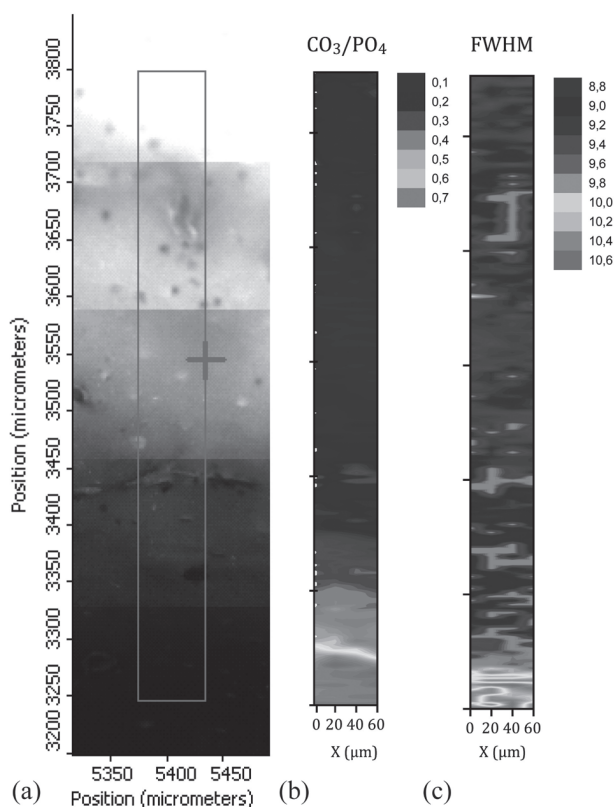 CO₃/PO₄
FWHM
Position (micrometers)
3800
3750
3700
3650
3600
3550
3500
3450
3400
3350
3300
3250
3200
0,1
0,2
0,3
0,4
0,5
0,6
0,7
8,8
9,0
9,2
9,4
9,6
9,8
10,0
10,2
10,4
10,6
0 20 40 60
0 20 40 60
X (μm)
X (μm)
5350 5400 5450
(a) Position (micrometers)
(b)
(c)